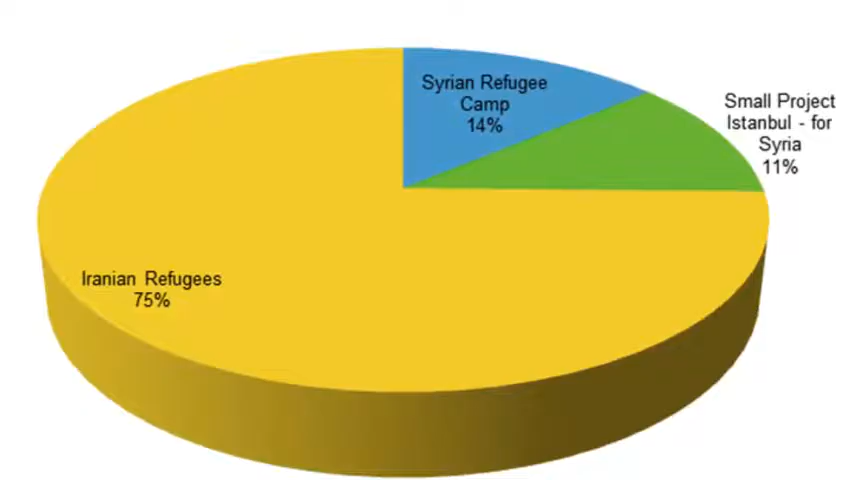 Syrian Refugee
Camp
14%
Small Project
Istanbul - for
Syria
11%
Iranian Refugees
75%